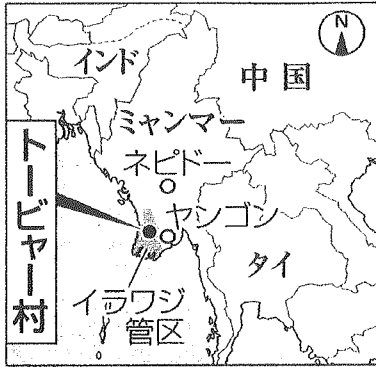 N
インド
中国
ミャンマー
ネピドー
ヤンゴン
トービャー村
タイ
イラワジ
管区